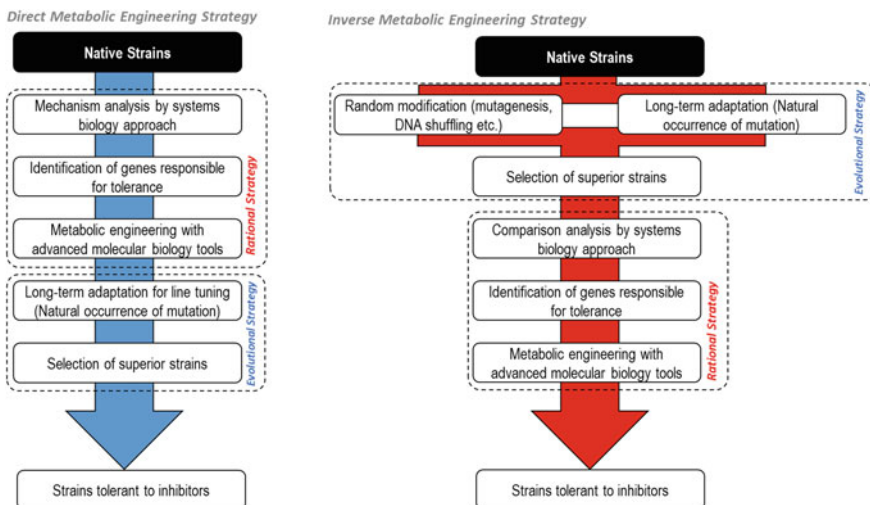 Direct Metabolic Engineering Strategy
Native Strains
Mechanism analysis by systems
biology approach
Identification of genes responsible
for tolerance
Metabolic engineering with
advanced molecular biology tools
Rational Strategy
Long-term adaptation for line tuning
(Natural occurrence of mutation)
Selection of superior strains
Evolutional Strategy
Strains tolerant to inhibitors
Inverse Metabolic Engineering Strategy
Native Strains
Random modification (mutagenesis,
DNA shuffling etc.)
Long-term adaptation (Natural
occurrence of mutation)
Selection of superior strains
Evolutional Strategy
Comparison analysis by systems
biology approach
Identification of genes responsible
for tolerance
Metabolic engineering with
advanced molecular biology tools
Rational Strategy
Strains tolerant to inhibitors